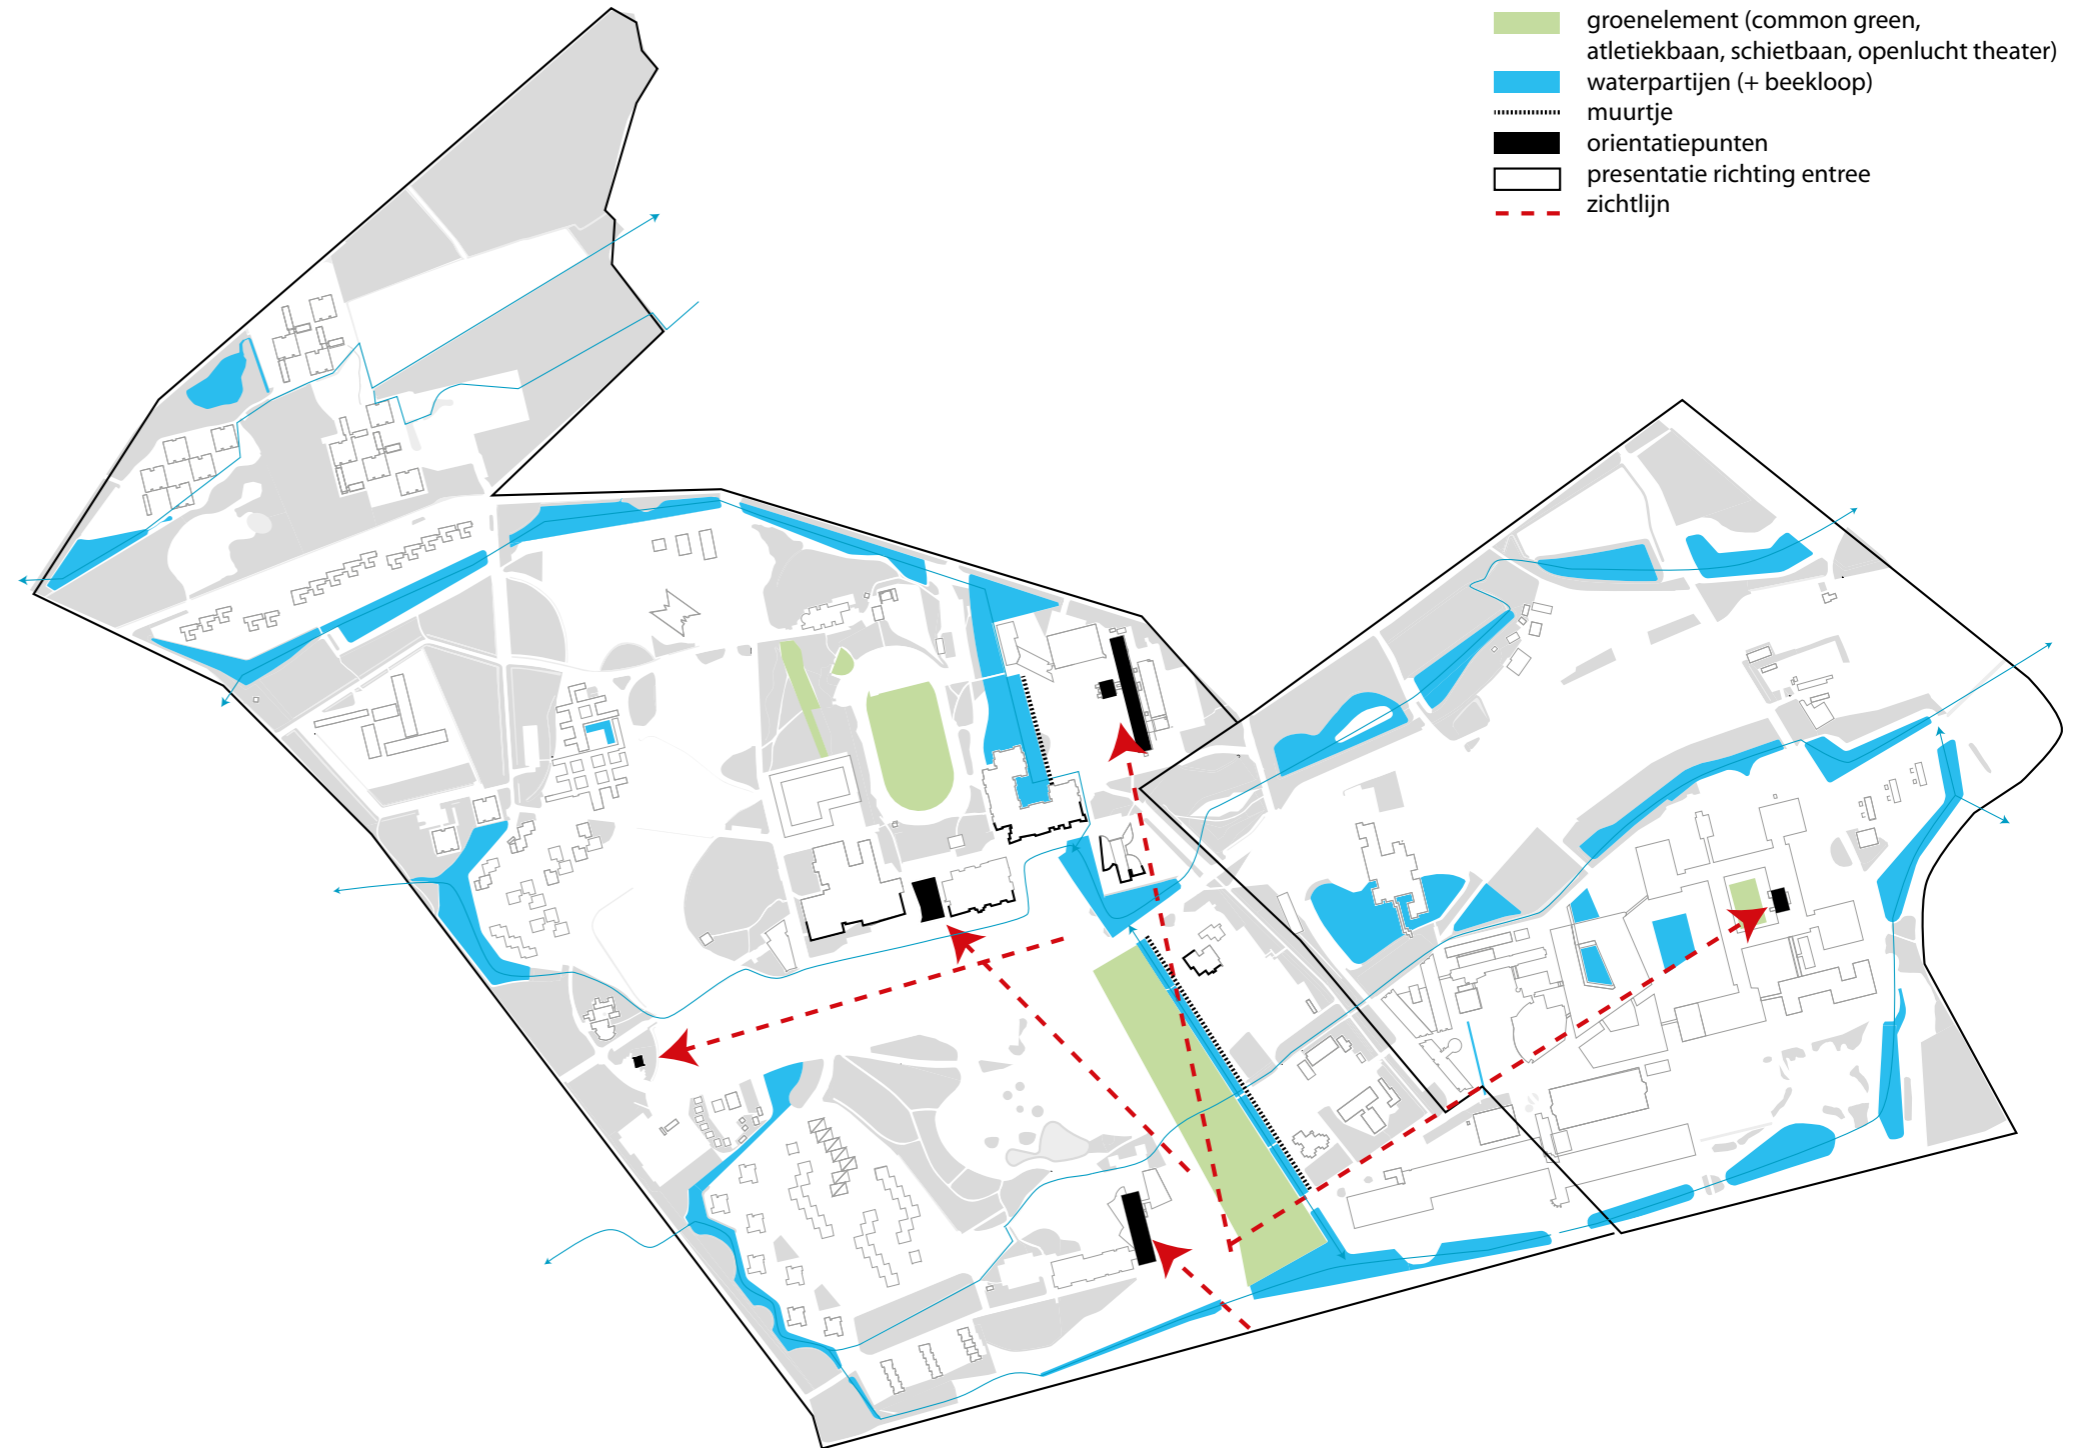 groenelement (common green,
atletiekbaan, schietbaan, openlucht theater)
waterpartijen (+ beekloop)
muurtje
orientatiepunten
presentatie richting entree
zichtlijn